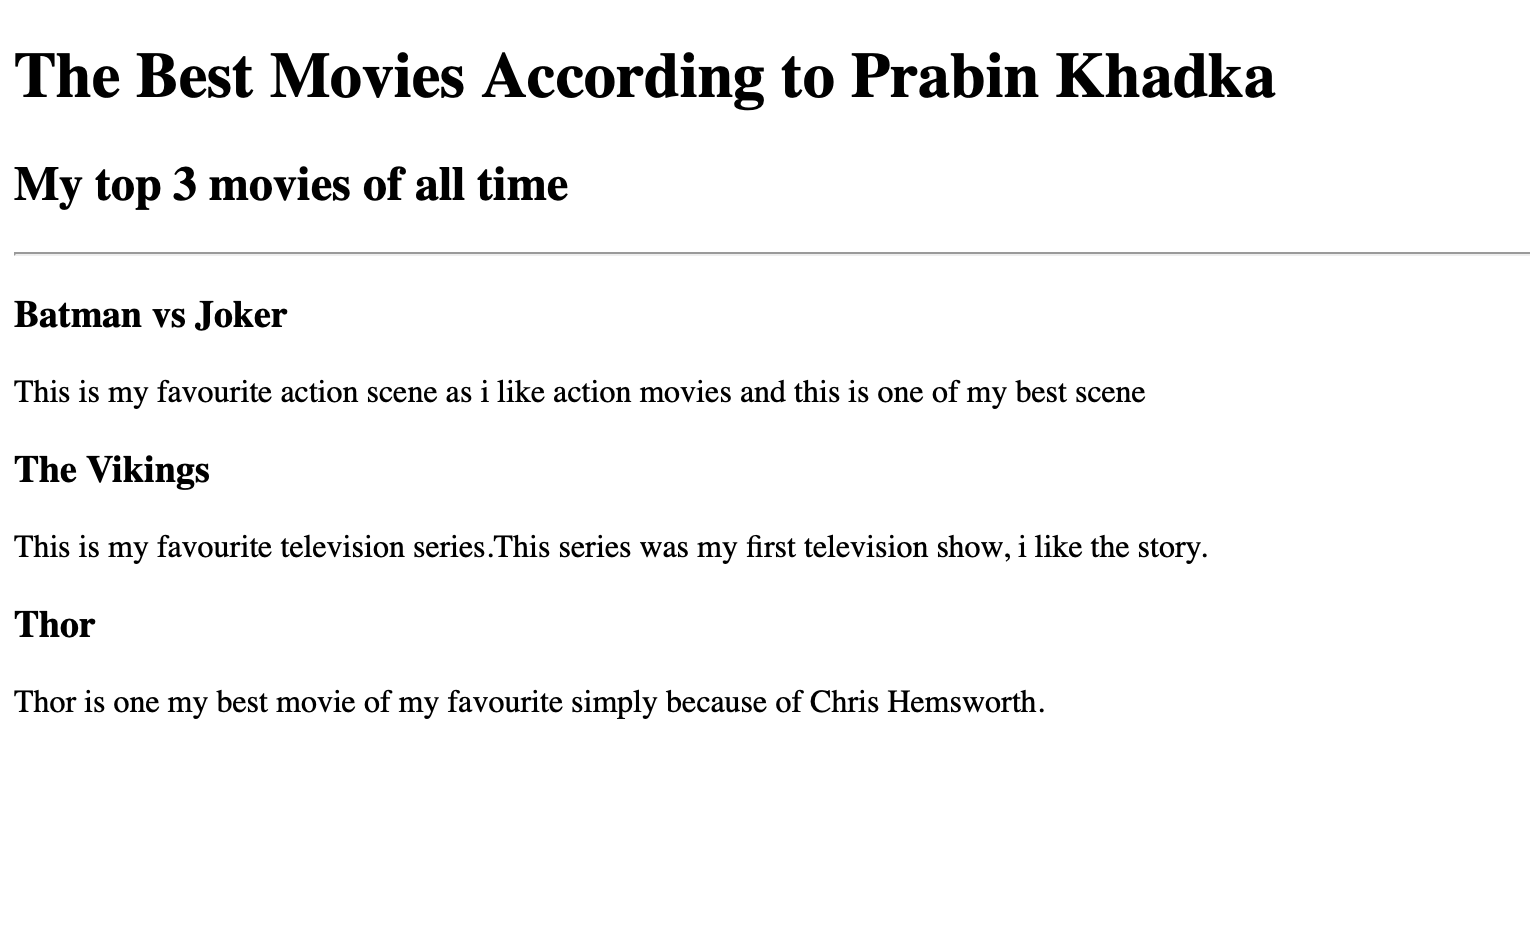 The Best Movies According to Prabin Khadka
My top 3 movies of all time
Batman vs Joker
This is my favourite action scene as i like action movies and this is one of my best scene
The Vikings
This is my favourite television series.This series was my first television show, i like the story.
Thor
Thor is one my best movie of my favourite simply because of Chris Hemsworth.